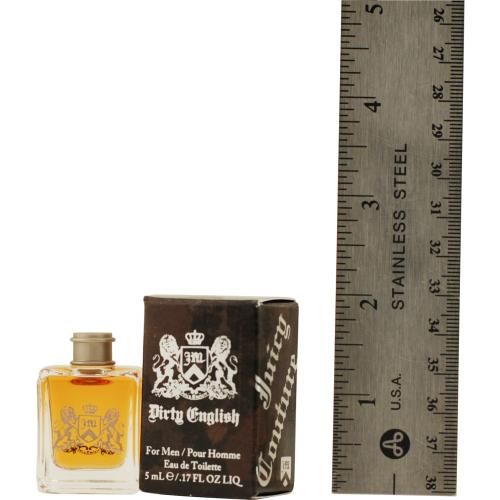 JM
Dirty English
For Men / Pour Homme
Eau de Toilette
5 mL ℮/.17 FL OZ LIQ
Juicy Couture
5
4
3
2
1
STAINLESS STEEL
U.S.A.
A
26
27
28
29
30
31
32
33
34
35
36
37
38